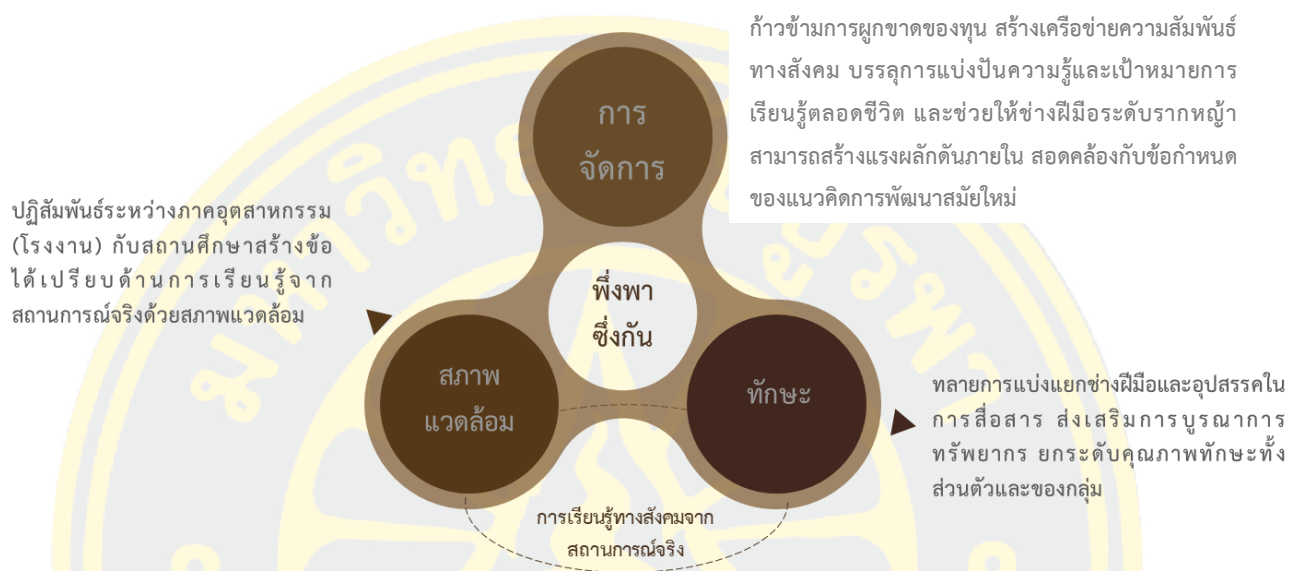 ก้าวข้ามการผูกขาดของทุน สร้างเครือข่ายความสัมพันธ์
ทางสังคม บรรลุการแบ่งปันความรู้และเป้าหมายการ
เรียนรู้ตลอดชีวิต และช่วยให้ช่างฝีมือระดับรากหญ้า
สามารถสร้างแรงผลักดันภายใน สอดคล้องกับข้อกำหนด
ของแนวคิดการพัฒนาสมัยใหม่
การ
จัดการ
ปฏิสัมพันธ์ระหว่างภาคอุตสาหกรรม
(โรงงาน) กับสถานศึกษาสร้างข้อ
ได้เปรียบด้านการเรียนรู้จาก
สถานการณ์จริงด้วยสภาพแวดล้อม
พึ่งพา
ซึ่งกัน
สภาพ
แวดล้อม
ทักษะ
ทลายการแบ่งแยกช่างฝีมือและอุปสรรคใน
การสื่อสาร ส่งเสริมการบูรณาการ
ทรัพยากร ยกระดับคุณภาพทักษะทั้ง
ส่วนตัวและของกลุ่ม
การเรียนรู้ทางสังคมจาก
สถานการณ์จริง